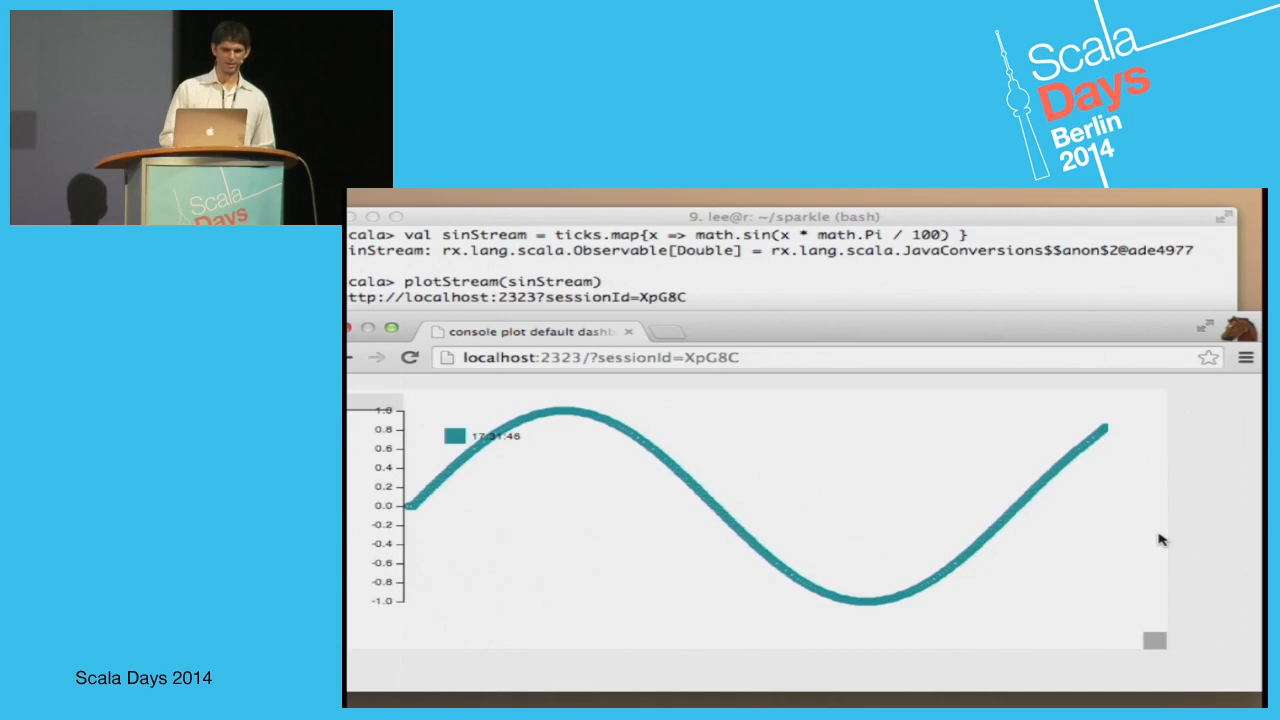 Scala
Days
Berlin
2014
Scala
Days
9. lee@r: ~/sparkle (bash)
cala> val sinStream = ticks.map{x => math.sin(x * math.Pi / 100) }
inStream: rx.lang.scala.Observable[Double] = rx.lang.scala.JavaConversions$$anon$2@ade4977
cala> plotStream(sinStream)
ttp://localhost:2323?sessionId=XpG8C
console plot default dashb
localhost:2323/?sessionId=XpG8C
1.0
0.8
17:31:46
0.6
0.4
0.2
0.0
-0.2
-0.4
-0.6
-0.8
-1.0
Scala Days 2014